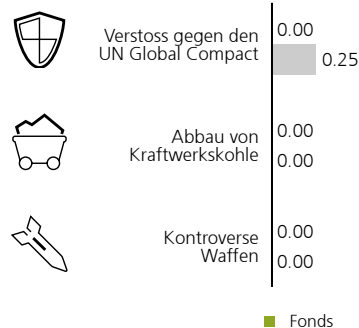 Verstoss gegen den
UN Global Compact
0.00
0.25
Abbau von
Kraftwerkskohle
0.00
0.00
Kontroverse
Waffen
0.00
0.00
Fonds